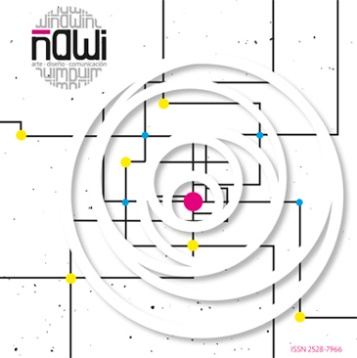 ñawi
arte · diseño · comunicación
ISSN 2528-7966